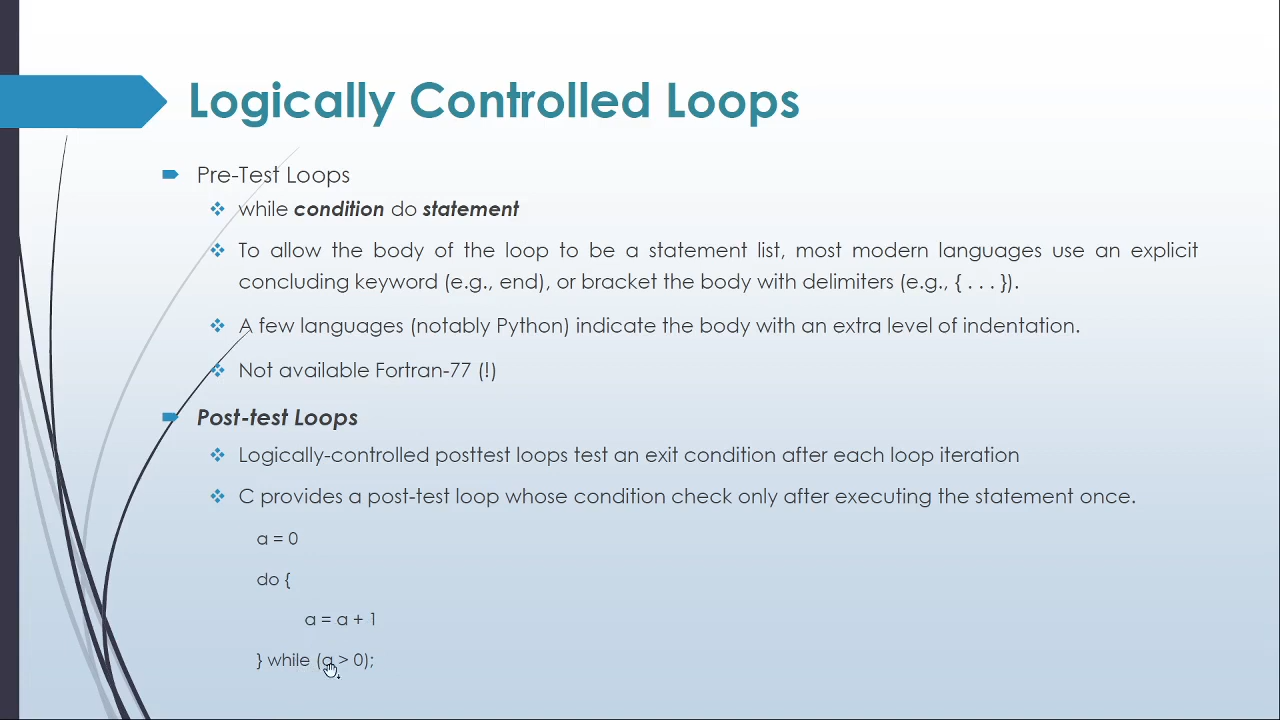 Logically Controlled Loops
Pre-Test Loops
while condition do statement
To allow the body of the loop to be a statement list, most modern languages use an explicit
concluding keyword (e.g., end), or bracket the body with delimiters (e.g., { . . . }).
A few languages (notably Python) indicate the body with an extra level of indentation.
Not available Fortran-77 (!)
Post-test Loops
Logically-controlled posttest loops test an exit condition after each loop iteration
C provides a post-test loop whose condition check only after executing the statement once.
a = 0
do {
a = a + 1
} while (a > 0);